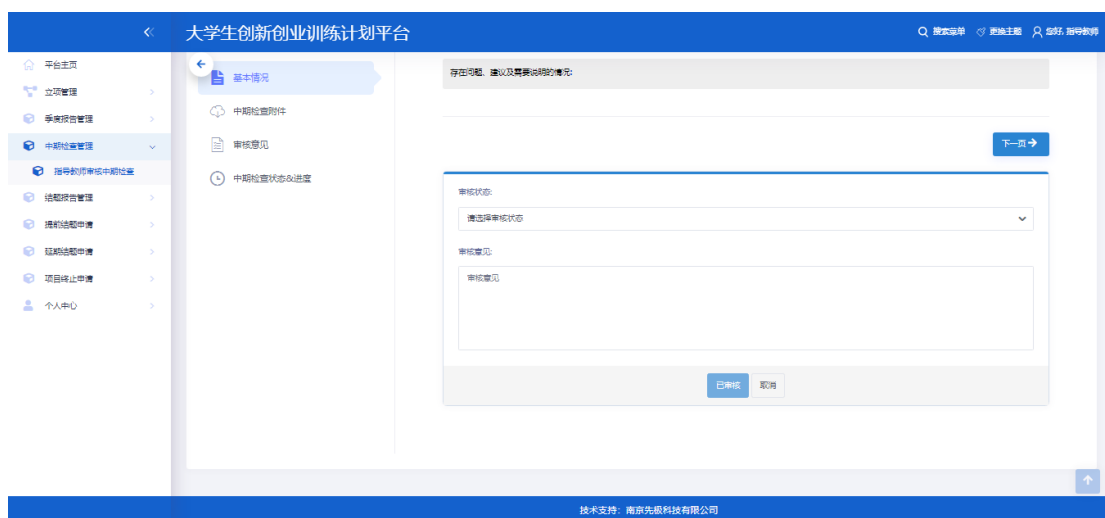 大学生创新创业训练计划平台
搜索菜单
更换主题
您好, 指导教师
平台主页
立项管理
季度报告管理
中期检查管理
指导教师审核中期检查
结题报告管理
提前结题申请
延期结题申请
项目终止申请
个人中心
基本情况
中期检查附件
审核意见
中期检查状态&进度
存在问题、建议及需要说明的情况:
下一页
审核状态:
请选择审核状态
审核意见:
审核意见
已审核
取消
技术支持：南京先极科技有限公司